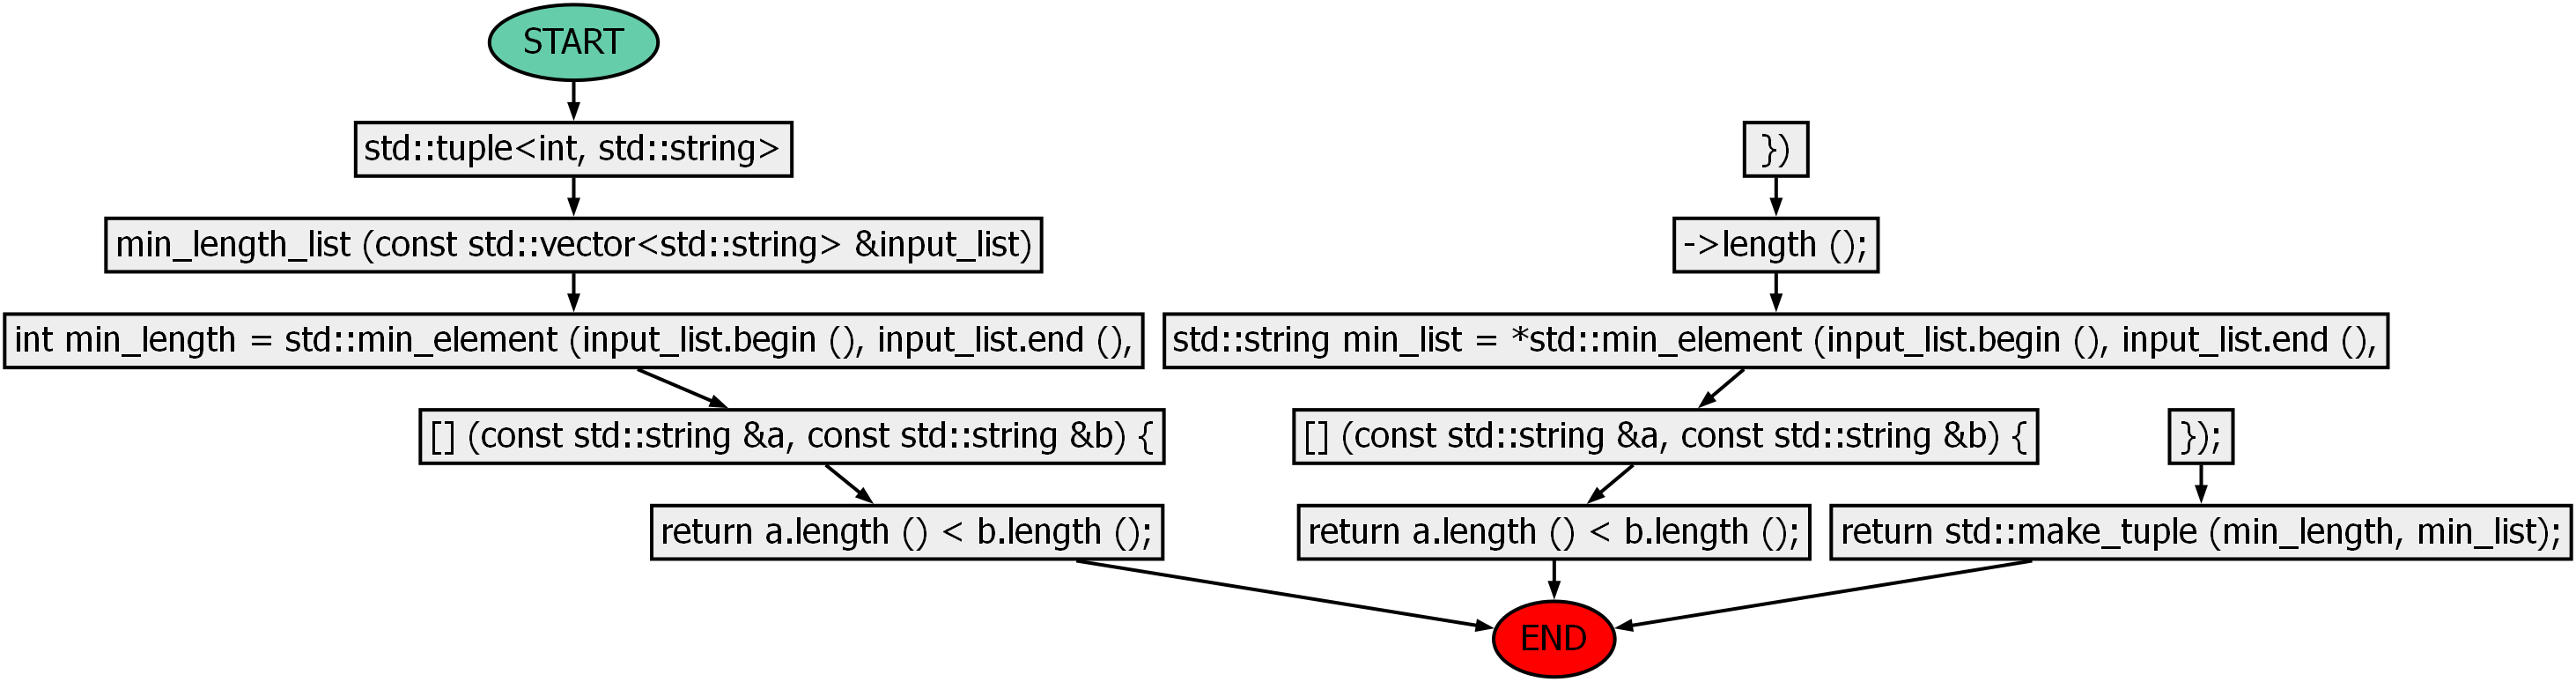 START
std::tuple<int, std::string>
min_length_list (const std::vector<std::string> &input_list)
int min_length = std::min_element (input_list.begin (), input_list.end (),
[] (const std::string &a, const std::string &b) {
return a.length () < b.length ();
})
->length ();
std::string min_list = *std::min_element (input_list.begin (), input_list.end (),
[] (const std::string &a, const std::string &b) {
return a.length () < b.length ();
});
return std::make_tuple (min_length, min_list);
END